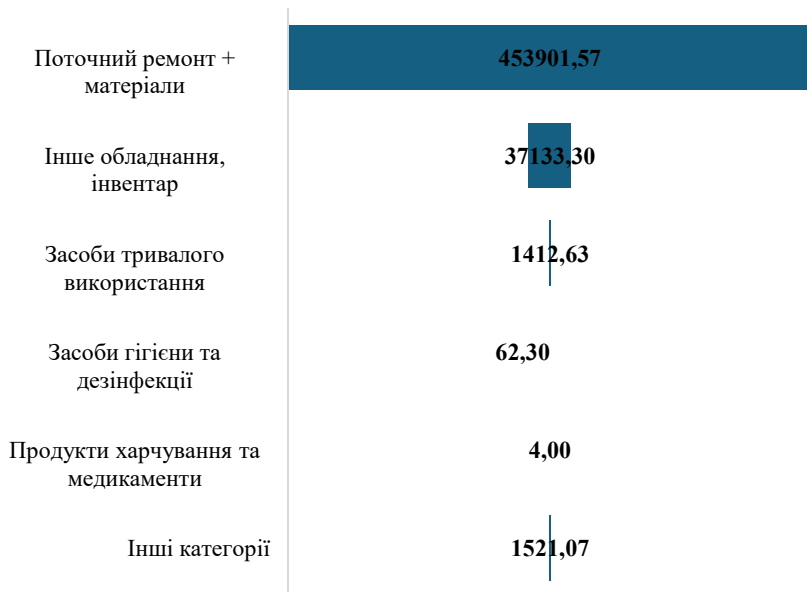 Поточний ремонт +
матеріали
453901,57
Інше обладнання,
інвентар
37133,30
Засоби тривалого
використання
1412,63
Засоби гігієни та
дезінфекції
62,30
Продукти харчування та
медикаменти
4,00
Інші категорії
1521,07